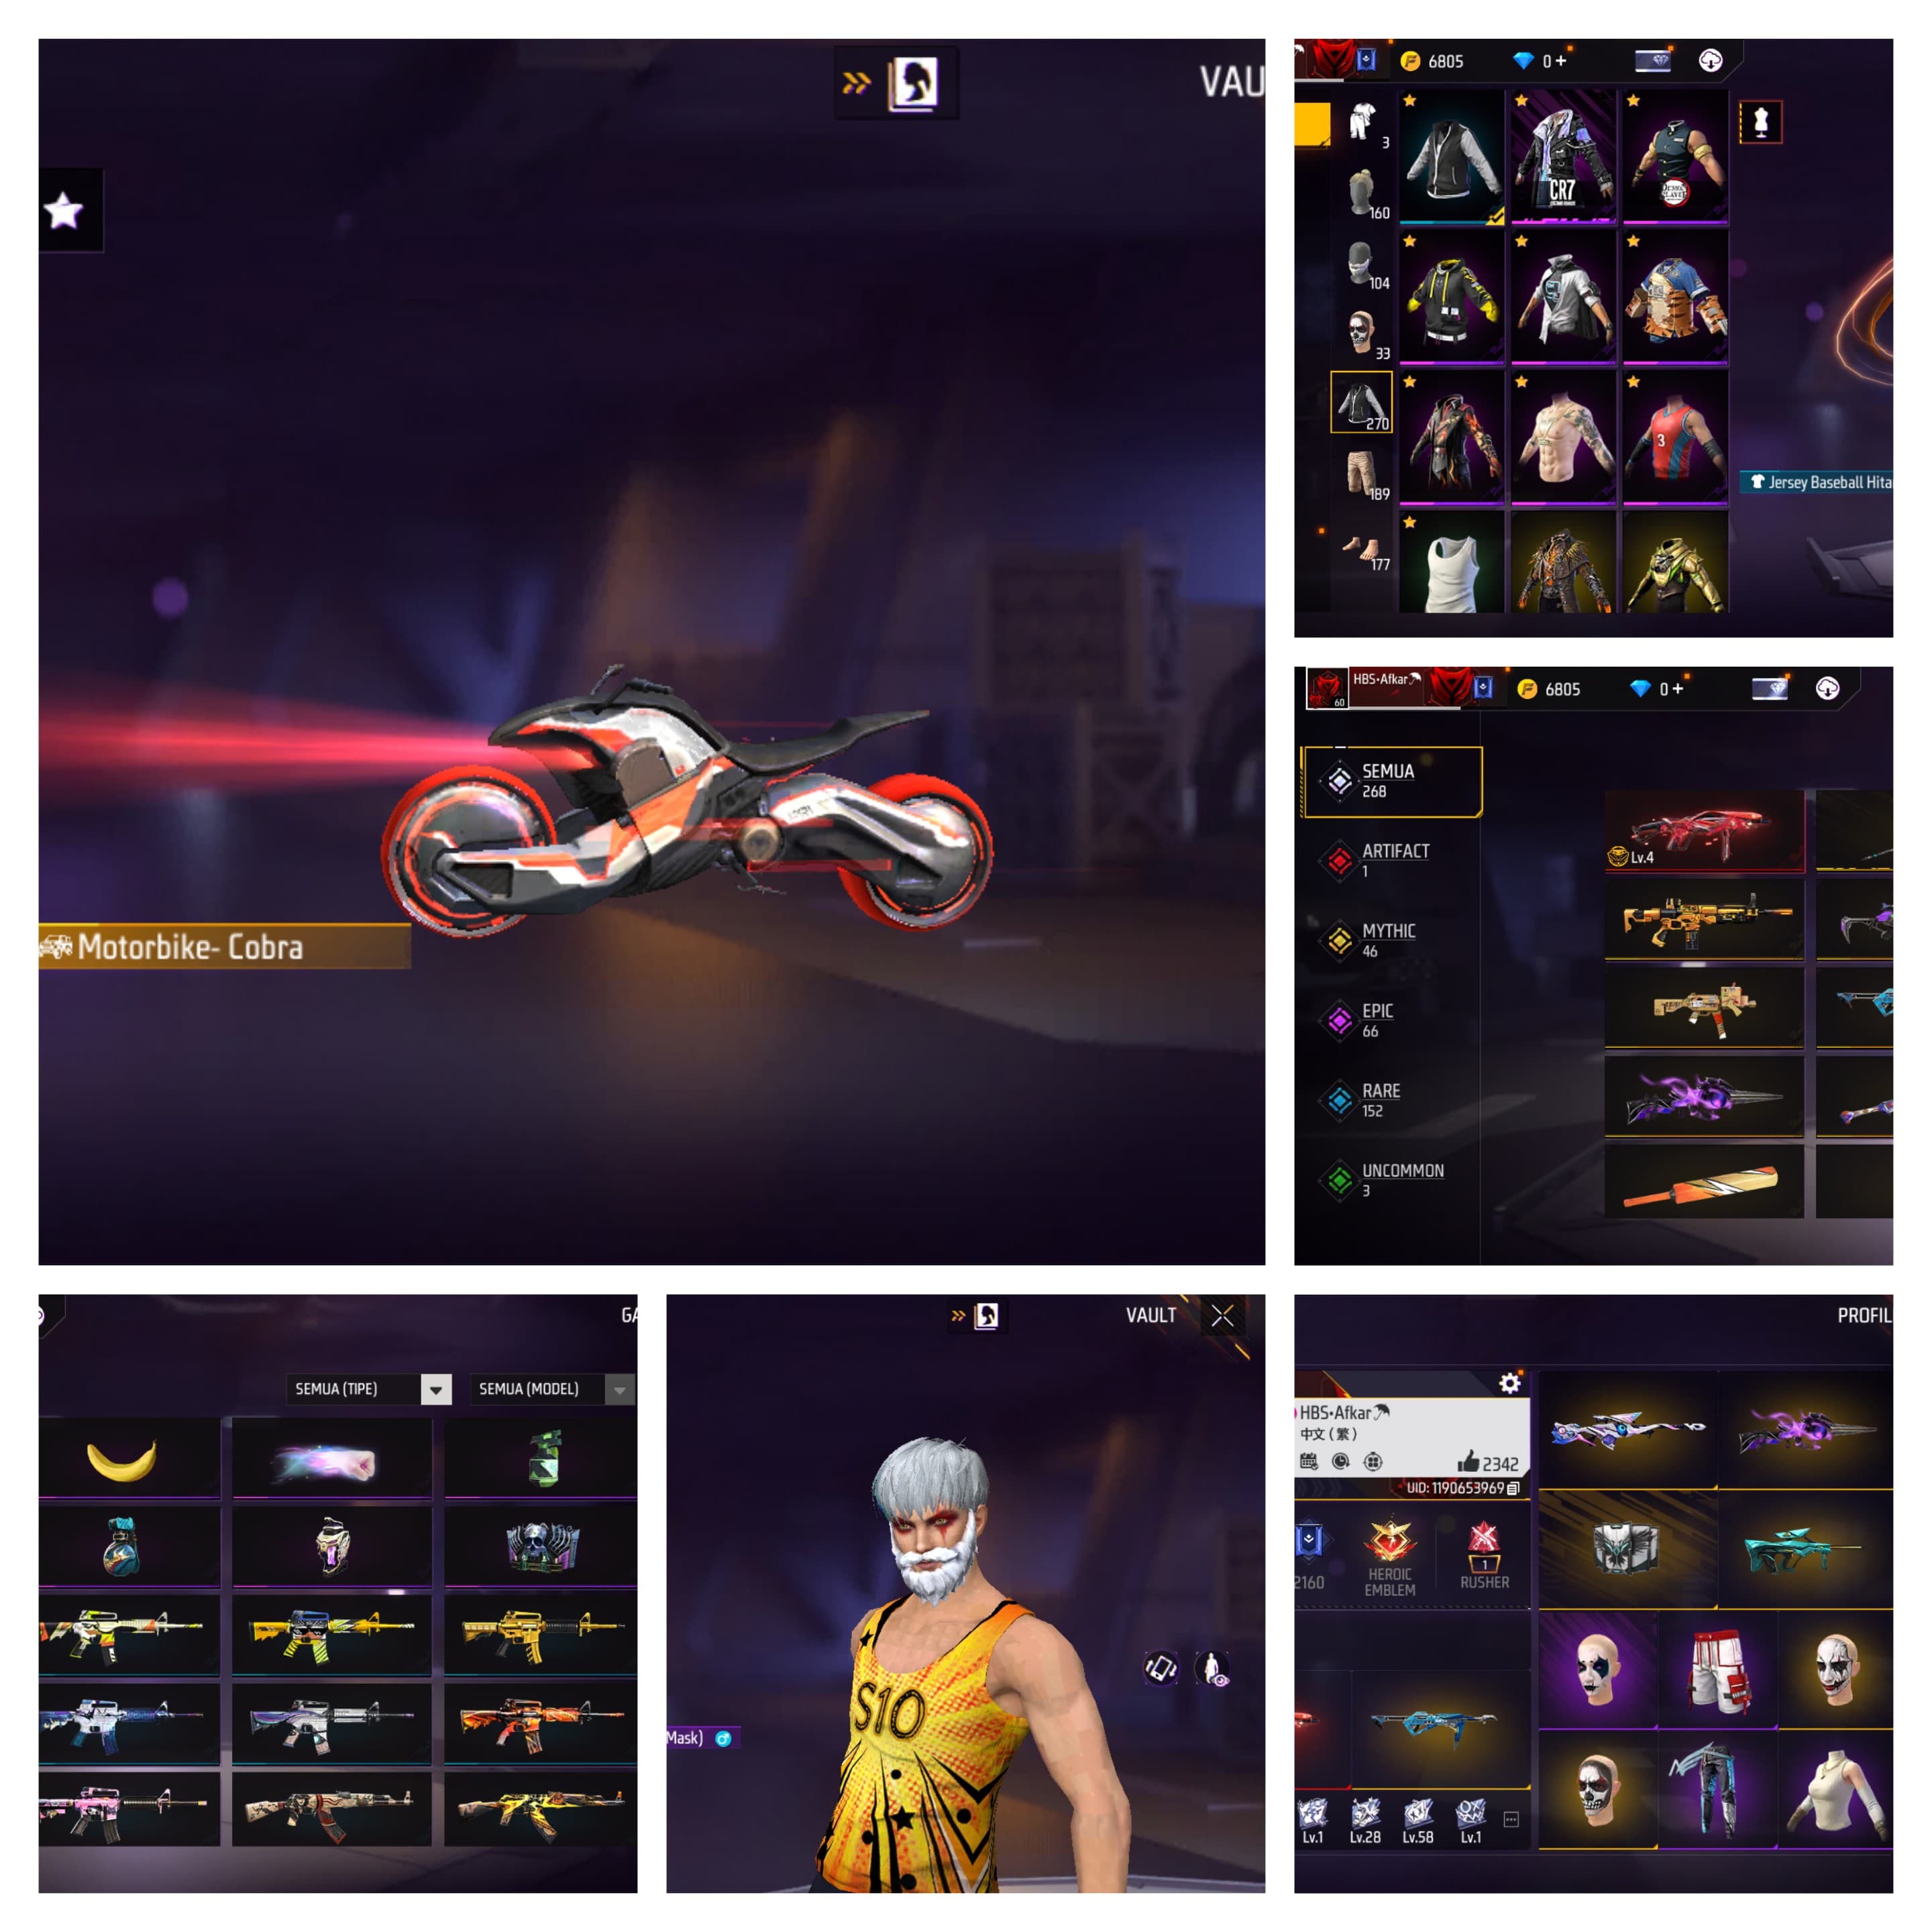 VAU
Motorbike- Cobra
6805
0 +
3
160
104
33
270
189
177
CR7
3
Jersey Baseball Hita
60
HBS•Afkar
6805
0 +
SEMUA
268
ARTIFACT
1
MYTHIC
46
EPIC
66
RARE
152
UNCOMMON
3
Lv.4
GA
SEMUA (TIPE)
SEMUA (MODEL)
VAULT
Mask)
S10
PROFIL
HBS•Afkar
中文 (繁)
2342
UID: 1190653969
2160
HEROIC
EMBLEM
1
RUSHER
Lv.1
Lv.28
Lv.58
Lv.1